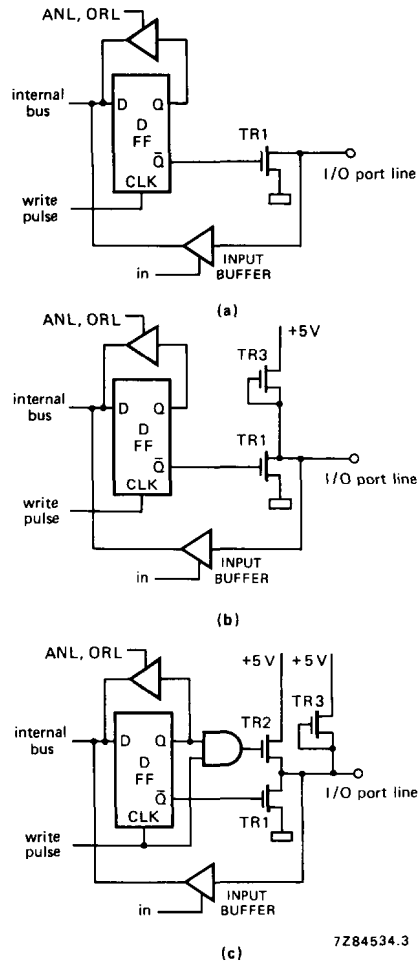 ANL, ORL
internal
bus
D
Q
D
FF
Q̄
CLK
write
pulse
TR1
I/O port line
INPUT
BUFFER
in
(a)
+5V
ANL, ORL
TR3
internal
bus
D
Q
D
FF
Q̄
CLK
TR1
I/O port line
write
pulse
INPUT
BUFFER
in
(b)
ANL, ORL
+5V +5V
TR3
TR2
internal
bus
D
Q
D
FF
Q̄
CLK
TR1
I/O port line
write
pulse
INPUT
BUFFER
in
7Z84534.3
(c)